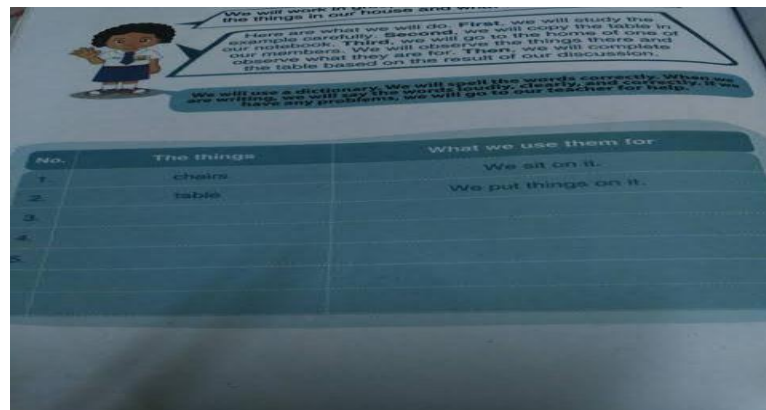 We will work in
the things in our house and
Here are what we will do. First, we will study the
example carefully. Second, we will copy the table in
our notebook. Third, we will go to the home of one of
our members. We will observe the things there and
observe what they are for. Then, we will complete
the table based on the result of our discussion.
We will use a dictionary. We will spell the words correctly. When we
are writing, we will say the words loudly, clearly, and correctly. If we
have any problems, we will go to our teacher for help.
No. The things What we use them for
1. chairs We sit on it.
2. table We put things on it.
3.
4.
5.